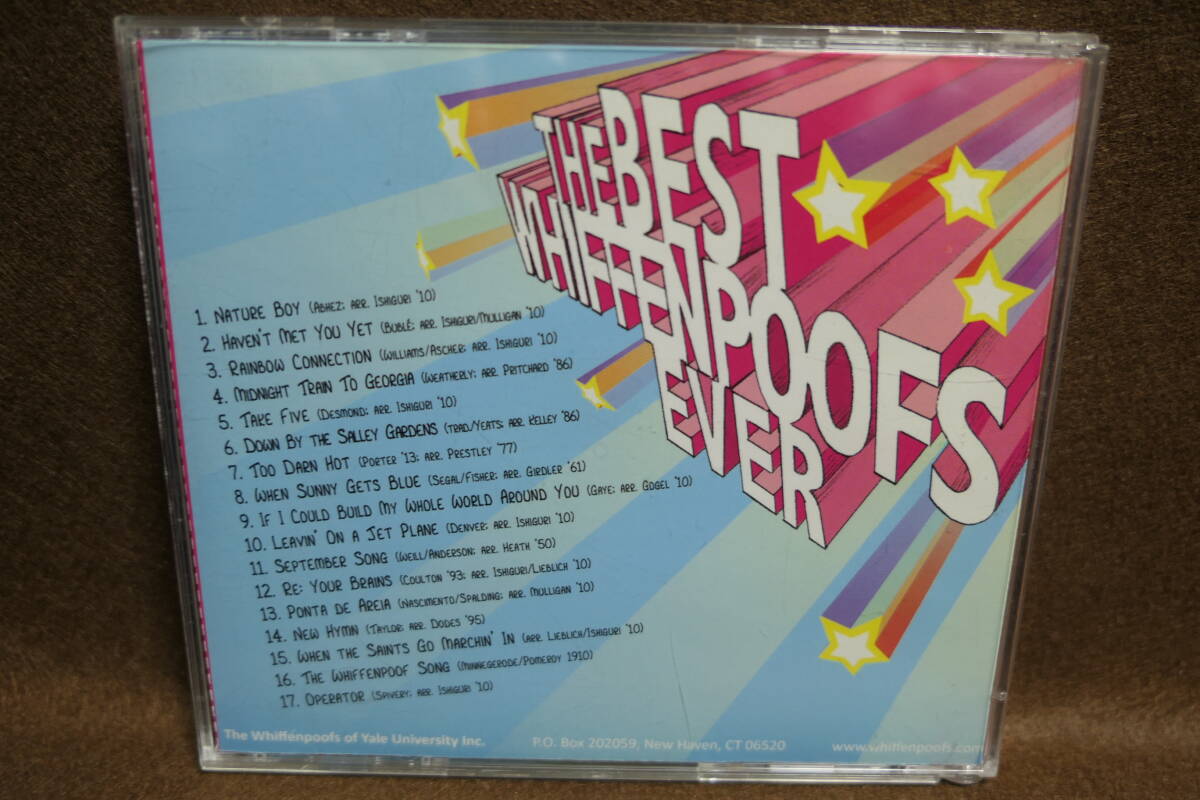 THE BEST
WHIFFENPOOFS
EVER
1. NATURE BOY (ABHEZ; ARR. ISHIGURI '10)
2. HAVEN'T MET YOU YET (BUBLÉ; ARR. ISHIGURI/MULLIGAN '10)
3. RAINBOW CONNECTION (WILLIAMS/ASCHER; ARR. ISHIGURI '10)
4. MIDNIGHT TRAIN TO GEORGIA (WEATHERLY; ARR. PRITCHARD '86)
5. TAKE FIVE (DESMOND; ARR. ISHIGURI '10)
6. DOWN BY THE SALLEY GARDENS (TRAD/YEATS; ARR. KELLEY '86)
7. TOO DARN HOT (PORTER '13; ARR. PRESTLEY '77)
8. WHEN SUNNY GETS BLUE (SEGAL/FISHER; ARR. GIRDLER '61)
9. IF I COULD BUILD MY WHOLE WORLD AROUND YOU (GAYE; ARR. GOGEL '10)
10. LEAVIN' ON A JET PLANE (DENVER; ARR. ISHIGURI '10)
11. SEPTEMBER SONG (WEILL/ANDERSON; ARR. HEATH '50)
12. RE: YOUR BRAINS (COULTON '93; ARR. ISHIGURI/LIEBLICH '10)
13. PONTA DE AREIA (NASCIMENTO/SPALDING; ARR. MULLIGAN '10)
14. NEW HYMN (TAYLOR; ARR. DODES '95)
15. WHEN THE SAINTS GO MARCHIN' IN (ARR. LIEBLICH/ISHIGURI '10)
16. THE WHIFFENPOOF SONG (MINNEGERODE/POMEROY 1910)
17. OPERATOR (SPIVERY; ARR. ISHIGURI '10)
The Whiffenpoofs of Yale University Inc. P.O. Box 202059, New Haven, CT 06520 www.whiffenpoofs.com